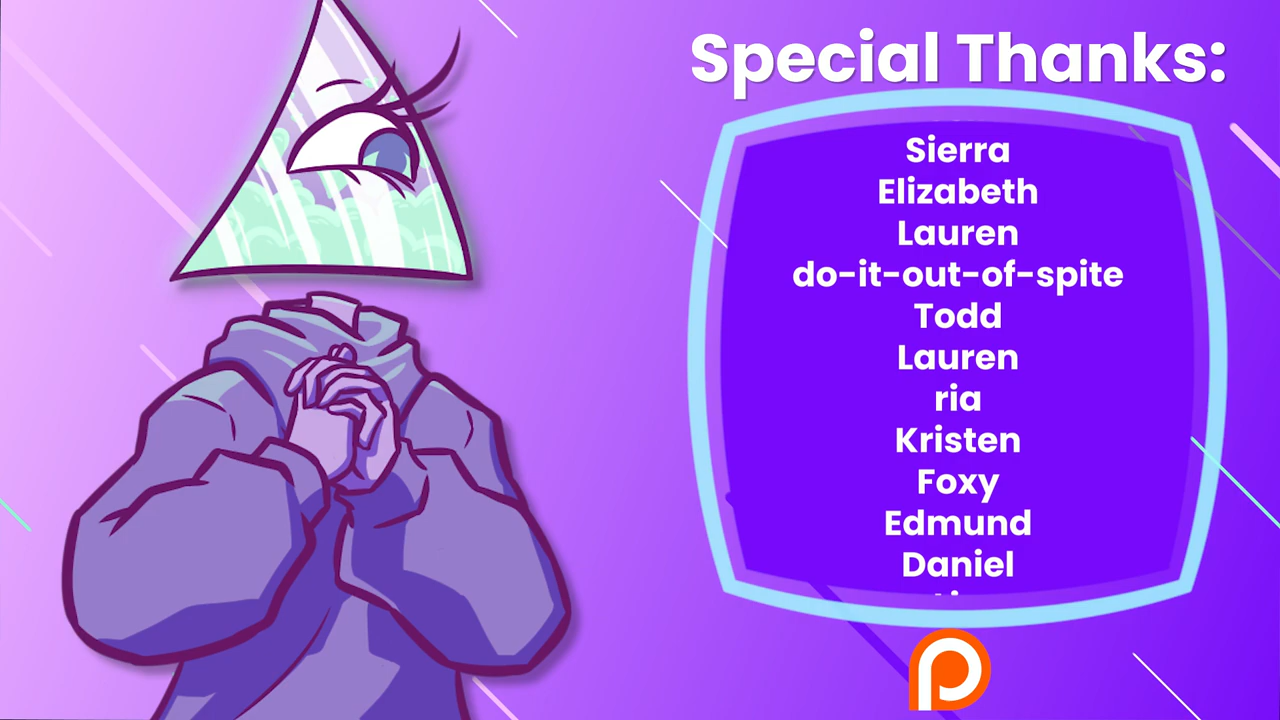 Special Thanks:
Sierra
Elizabeth
Lauren
do-it-out-of-spite
Todd
Lauren
ria
Kristen
Foxy
Edmund
Daniel